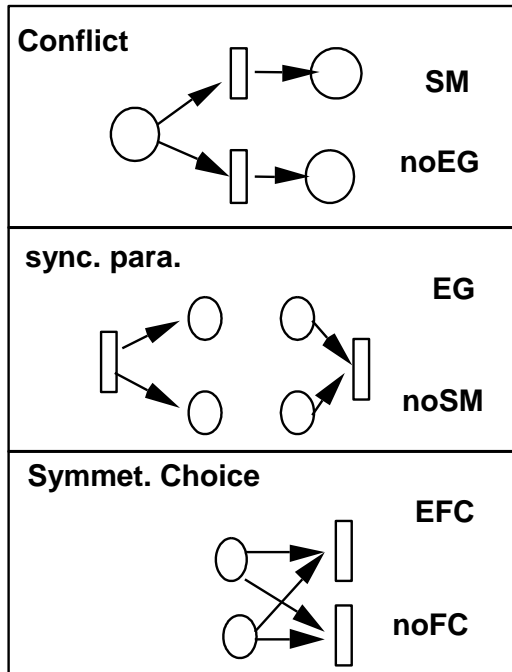 Conflict
SM
noEG
sync. para.
EG
noSM
Symmet. Choice
EFC
noFC